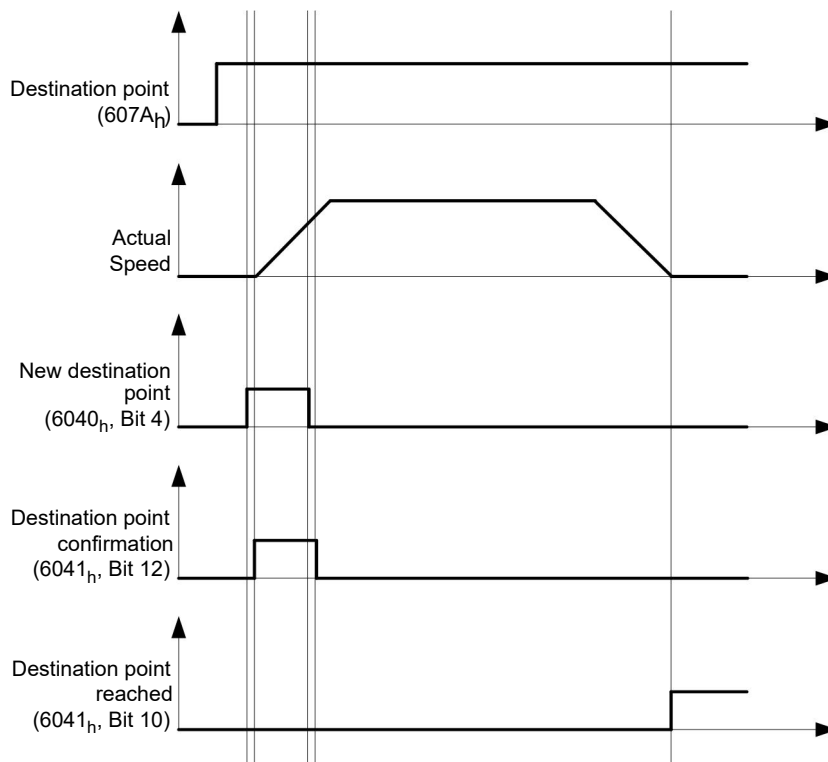 Destination point
(607Ah)
Actual
Speed
New destination
point
(6040h, Bit 4)
Destination point
confirmation
(6041h, Bit 12)
Destination point
reached
(6041h, Bit 10)